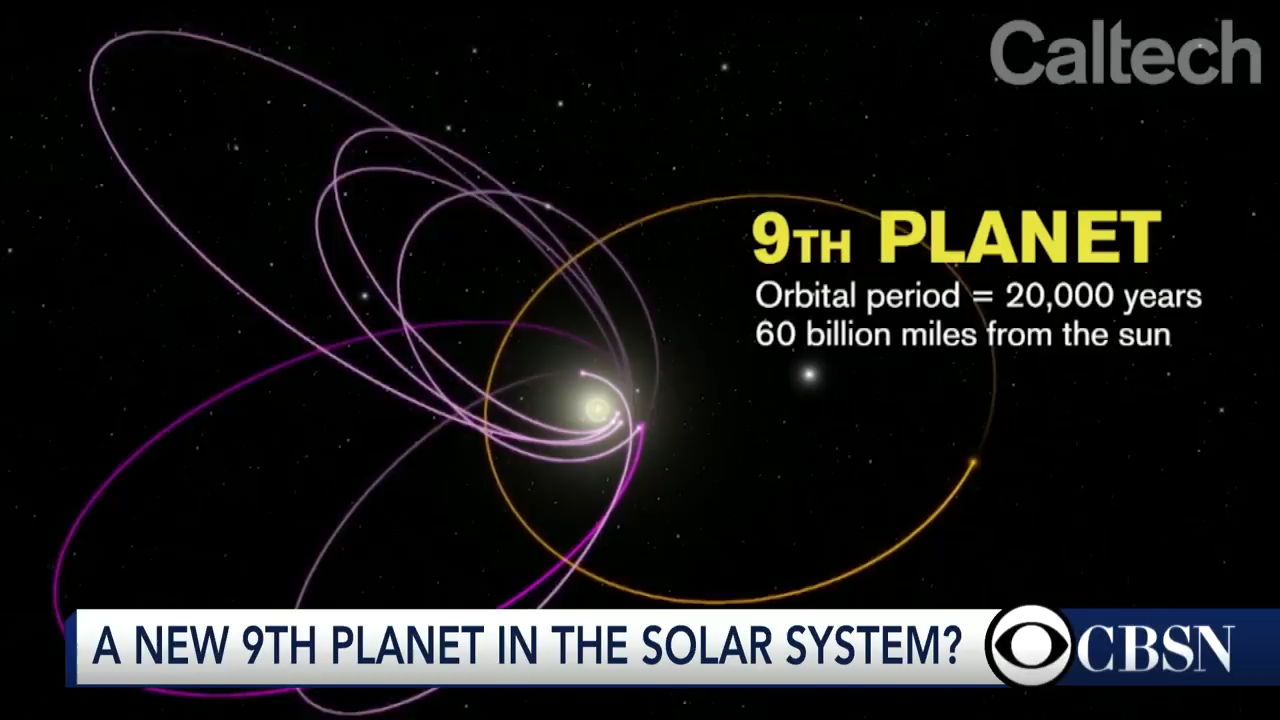 Caltech
9TH PLANET
Orbital period = 20,000 years
60 billion miles from the sun
A NEW 9TH PLANET IN THE SOLAR SYSTEM?
CBSN